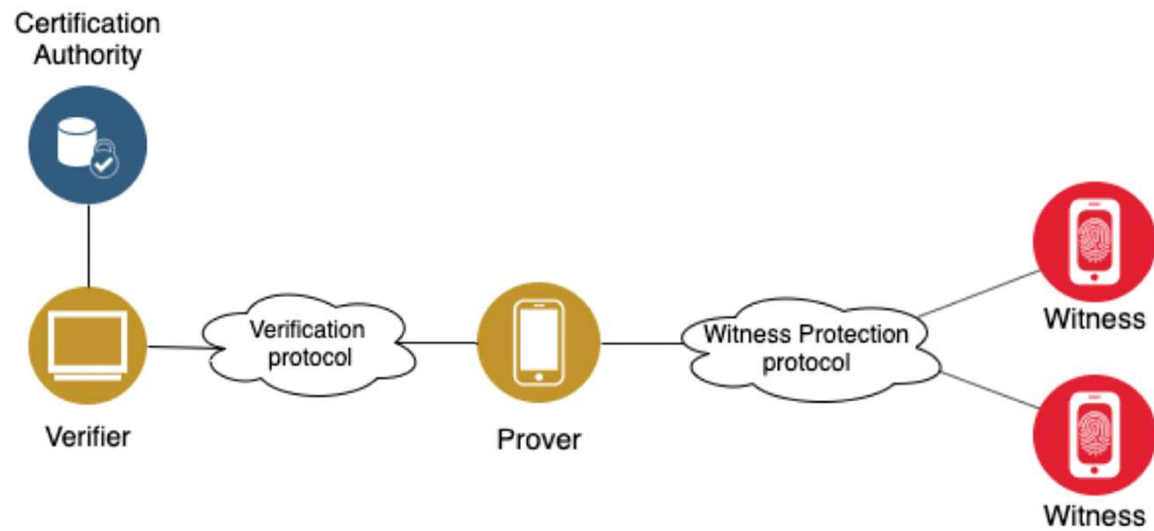 Certification
Authority
Verification
protocol
Witness Protection
protocol
Witness
Verifier
Prover
Witness